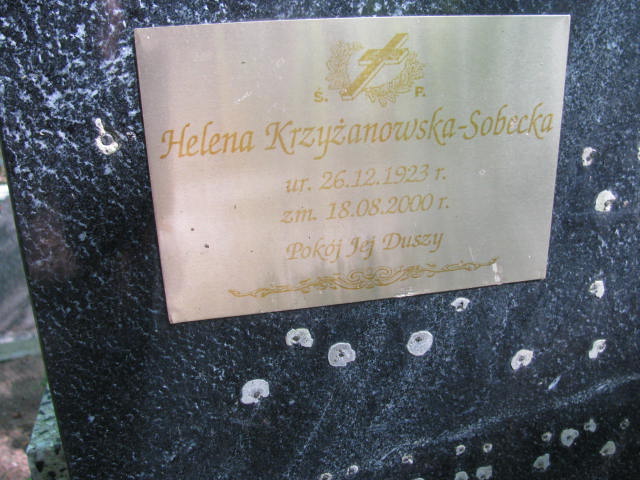 Ś. P.
Helena Krzyżanowska-Sobecka
ur. 26.12.1923 r.
zm. 18.08.2000 r.
Pokój Jej Duszy